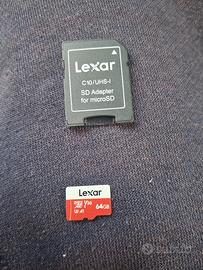 Lexar
C10/UHS-I
SD Adapter
for microSD
Lexar
64GB